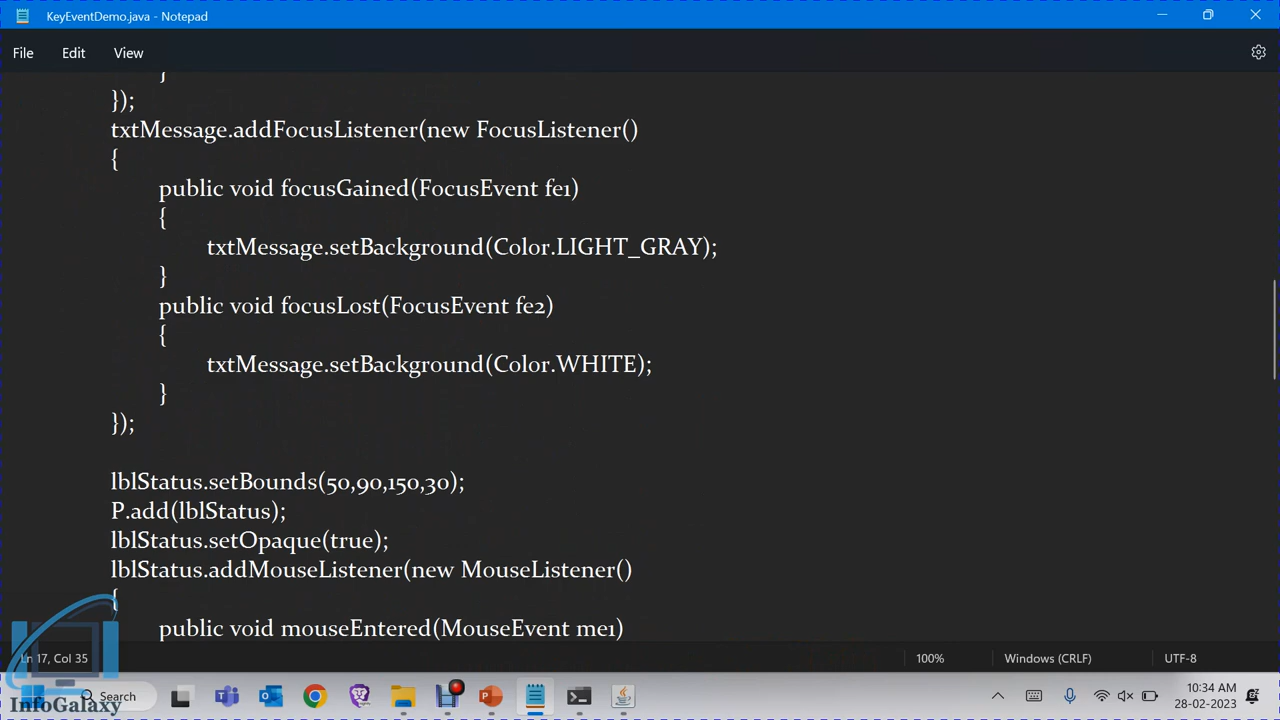 KeyEventDemo.java - Notepad
File Edit View
}
});
txtMessage.addFocusListener(new FocusListener()
{
public void focusGained(FocusEvent fe1)
{
txtMessage.setBackground(Color.LIGHT_GRAY);
}
public void focusLost(FocusEvent fe2)
{
txtMessage.setBackground(Color.WHITE);
}
});
lblStatus.setBounds(50,90,150,30);
P.add(lblStatus);
lblStatus.setOpaque(true);
lblStatus.addMouseListener(new MouseListener()
{
public void mouseEntered(MouseEvent me1)
Ln 17, Col 35 100% Windows (CRLF) UTF-8
Search
InfoGalaxy
10:34 AM
28-02-2023